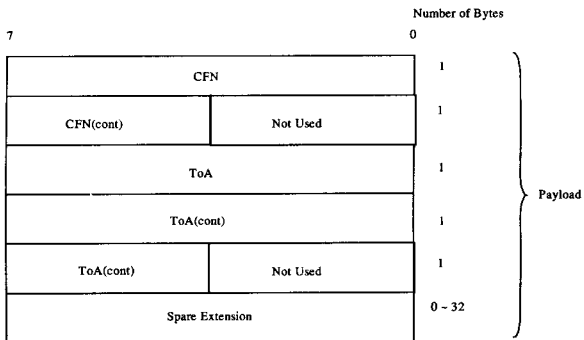 Number of Bytes
7 0
CFN 1
CFN(cont) Not Used 1
ToA 1
ToA(cont) 1
Payload
ToA(cont) Not Used 1
Spare Extension 0 ~ 32